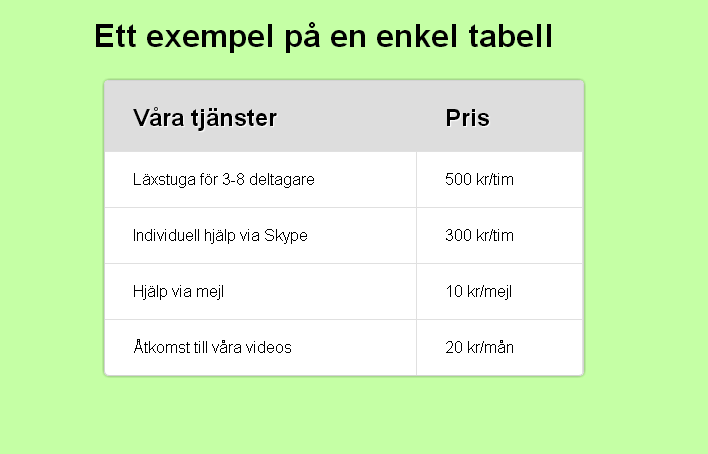 Ett exempel på en enkel tabell
Våra tjänster Pris
Läxstuga för 3-8 deltagare 500 kr/tim
Individuell hjälp via Skype 300 kr/tim
Hjälp via mejl 10 kr/mejl
Åtkomst till våra videos 20 kr/mån